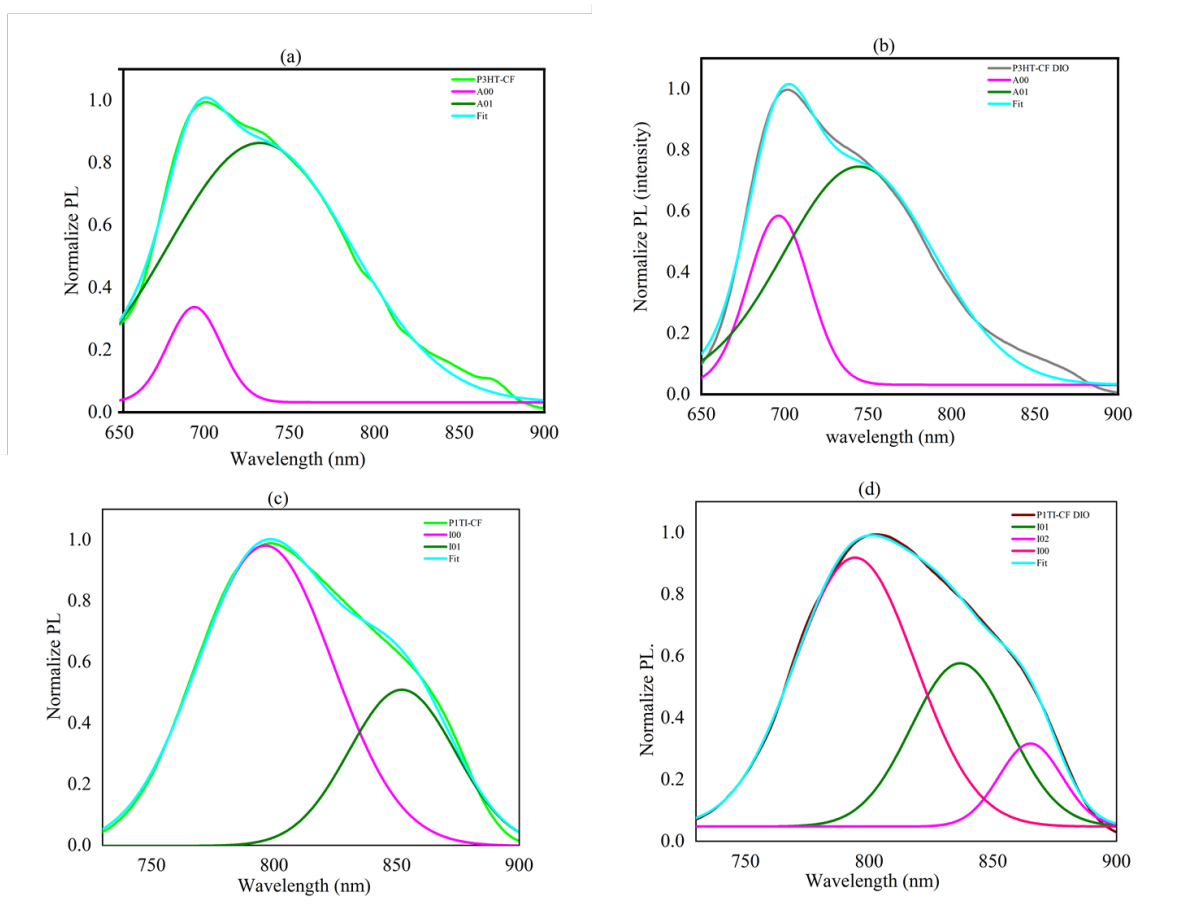 (a)
P3HT-CF
A00
A01
Fit
1.0
0.8
0.6
0.4
0.2
0.0
Normalize PL
650 700 750 800 850 900
Wavelength (nm)
(b)
P3HT-CF DIO
A00
A01
Fit
1.0
0.8
0.6
0.4
0.2
0.0
Normalize PL (intensity)
650 700 750 800 850 900
wavelength (nm)
(c)
P1TI-CF
I00
I01
Fit
1.0
0.8
0.6
0.4
0.2
0.0
Normalize PL
750 800 850 900
Wavelength (nm)
(d)
P1TI-CF DIO
I01
I02
I00
Fit
1.0
0.8
0.6
0.4
0.2
0.0
Normalize PL.
750 800 850 900
Wavelength (nm)